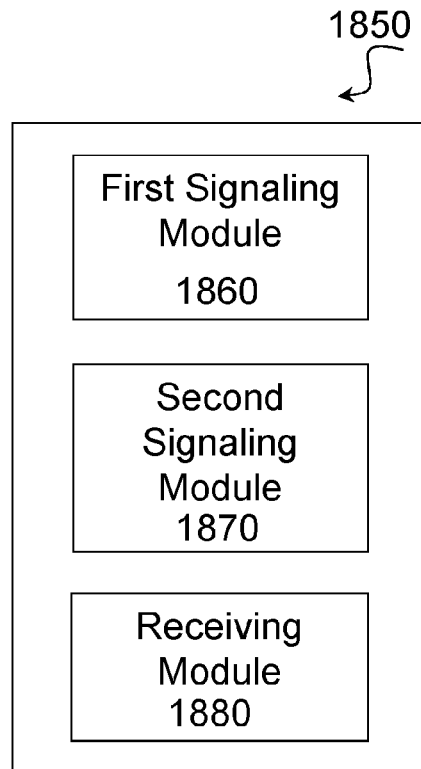 1850
First Signaling
Module
1860
Second
Signaling
Module
1870
Receiving
Module
1880